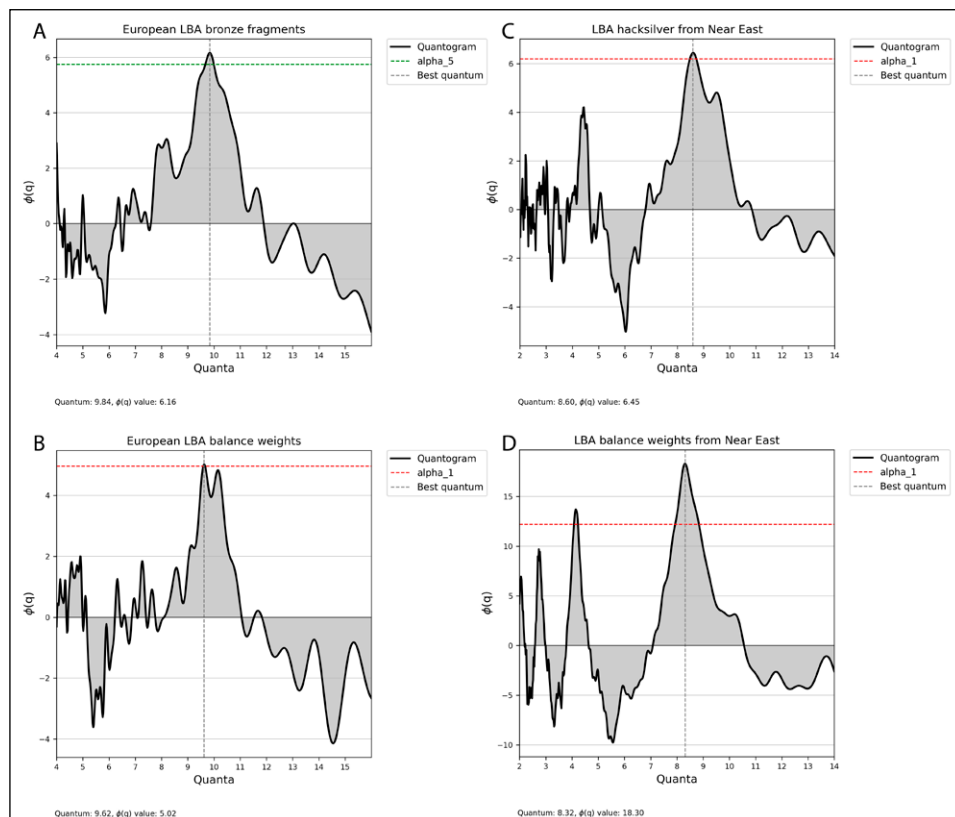 A
European LBA bronze fragments
Quantogram
alpha_5
Best quantum
6
4
2
0
−2
−4
ϕ(q)
4 5 6 7 8 9 10 11 12 13 14 15
Quanta
Quantum: 9.84, ϕ(q) value: 6.16
C
LBA hacksilver from Near East
Quantogram
alpha_1
Best quantum
6
4
2
0
−2
−4
ϕ(q)
2 3 4 5 6 7 8 9 10 11 12 13 14
Quanta
Quantum: 8.60, ϕ(q) value: 6.45
B
European LBA balance weights
Quantogram
alpha_1
Best quantum
4
2
0
−2
−4
ϕ(q)
4 5 6 7 8 9 10 11 12 13 14 15
Quanta
Quantum: 9.62, ϕ(q) value: 5.02
D
LBA balance weights from Near East
Quantogram
alpha_1
Best quantum
15
10
5
0
−5
−10
ϕ(q)
2 3 4 5 6 7 8 9 10 11 12 13 14
Quanta
Quantum: 8.32, ϕ(q) value: 18.30